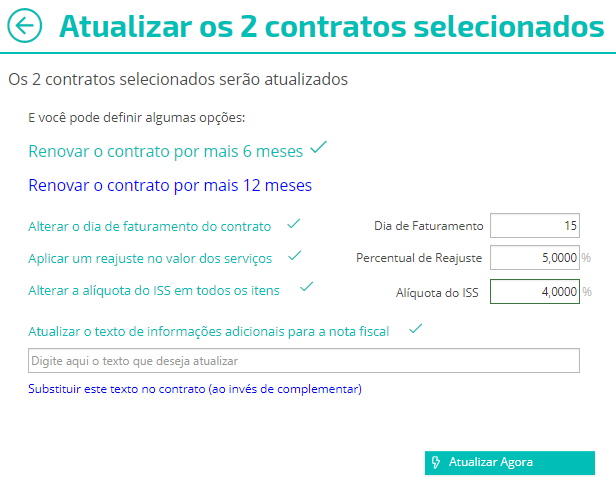 Atualizar os 2 contratos selecionados
Os 2 contratos selecionados serão atualizados
E você pode definir algumas opções:
Renovar o contrato por mais 6 meses
Renovar o contrato por mais 12 meses
Alterar o dia de faturamento do contrato
Dia de Faturamento 15
Aplicar um reajuste no valor dos serviços
Percentual de Reajuste 5,0000 %
Alterar a alíquota do ISS em todos os itens
Alíquota do ISS 4,0000 %
Atualizar o texto de informações adicionais para a nota fiscal
Digite aqui o texto que deseja atualizar
Substituir este texto no contrato (ao invés de complementar)
Atualizar Agora